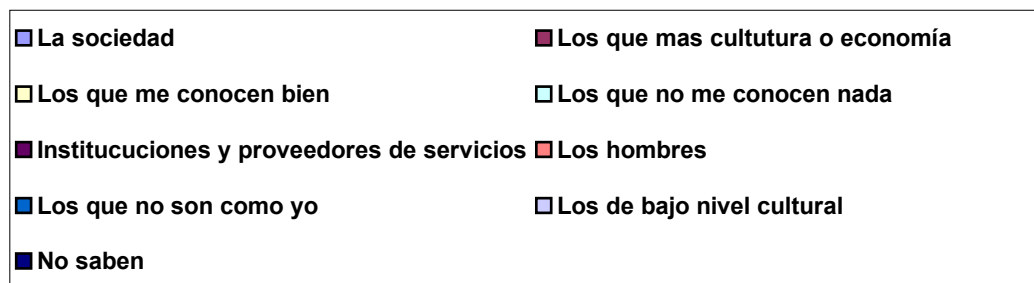 La sociedad Los que mas cultutura o economía
Los que me conocen bien Los que no me conocen nada
Institucuciones y proveedores de servicios Los hombres
Los que no son como yo Los de bajo nivel cultural
No saben